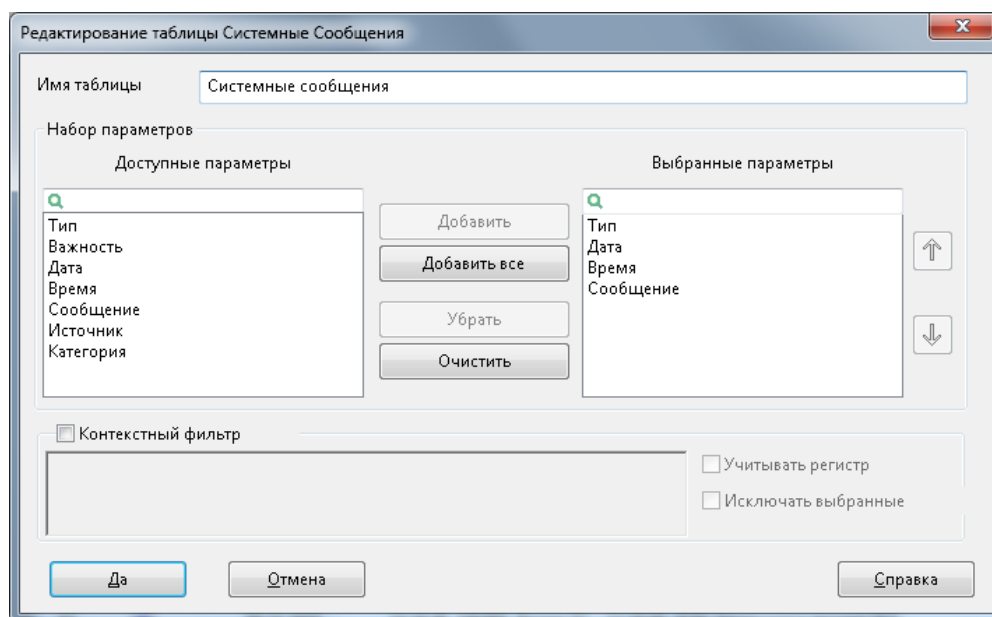 Редактирование таблицы Системные Сообщения
Имя таблицы
Системные сообщения
Набор параметров
Доступные параметры
Тип
Важность
Дата
Время
Сообщение
Источник
Категория
Добавить
Добавить все
Убрать
Очистить
Выбранные параметры
Тип
Дата
Время
Сообщение
Контекстный фильтр
Учитывать регистр
Исключать выбранные
Да
Отмена
Справка